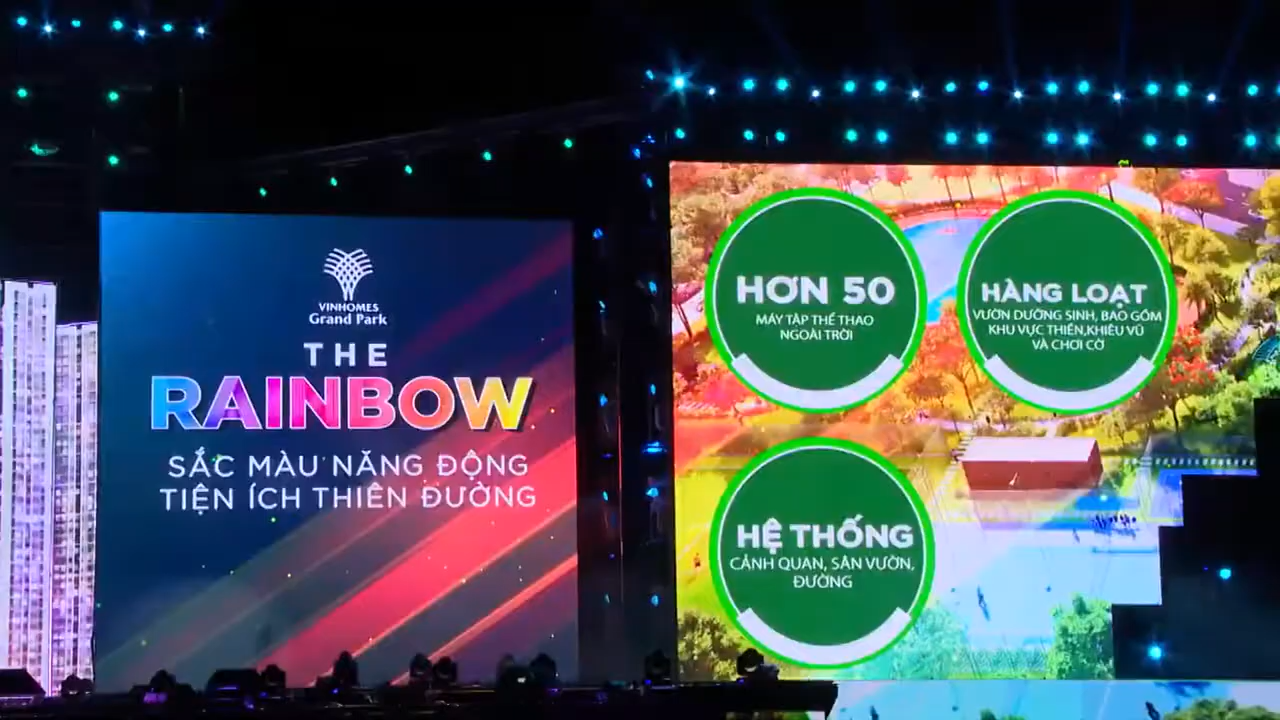 VINHOMES
Grand Park
THE
RAINBOW
SẮC MÀU NĂNG ĐỘNG
TIỆN ÍCH THIÊN ĐƯỜNG
HƠN 50
MÁY TẬP THỂ THAO
NGOÀI TRỜI
HÀNG LOẠT
VƯỜN DƯỠNG SINH, BAO GỒM
KHU VỰC THIỀN,KHIÊU VŨ
VÀ CHƠI CỜ
HỆ THỐNG
CẢNH QUAN, SÂN VƯỜN,
ĐƯỜNG